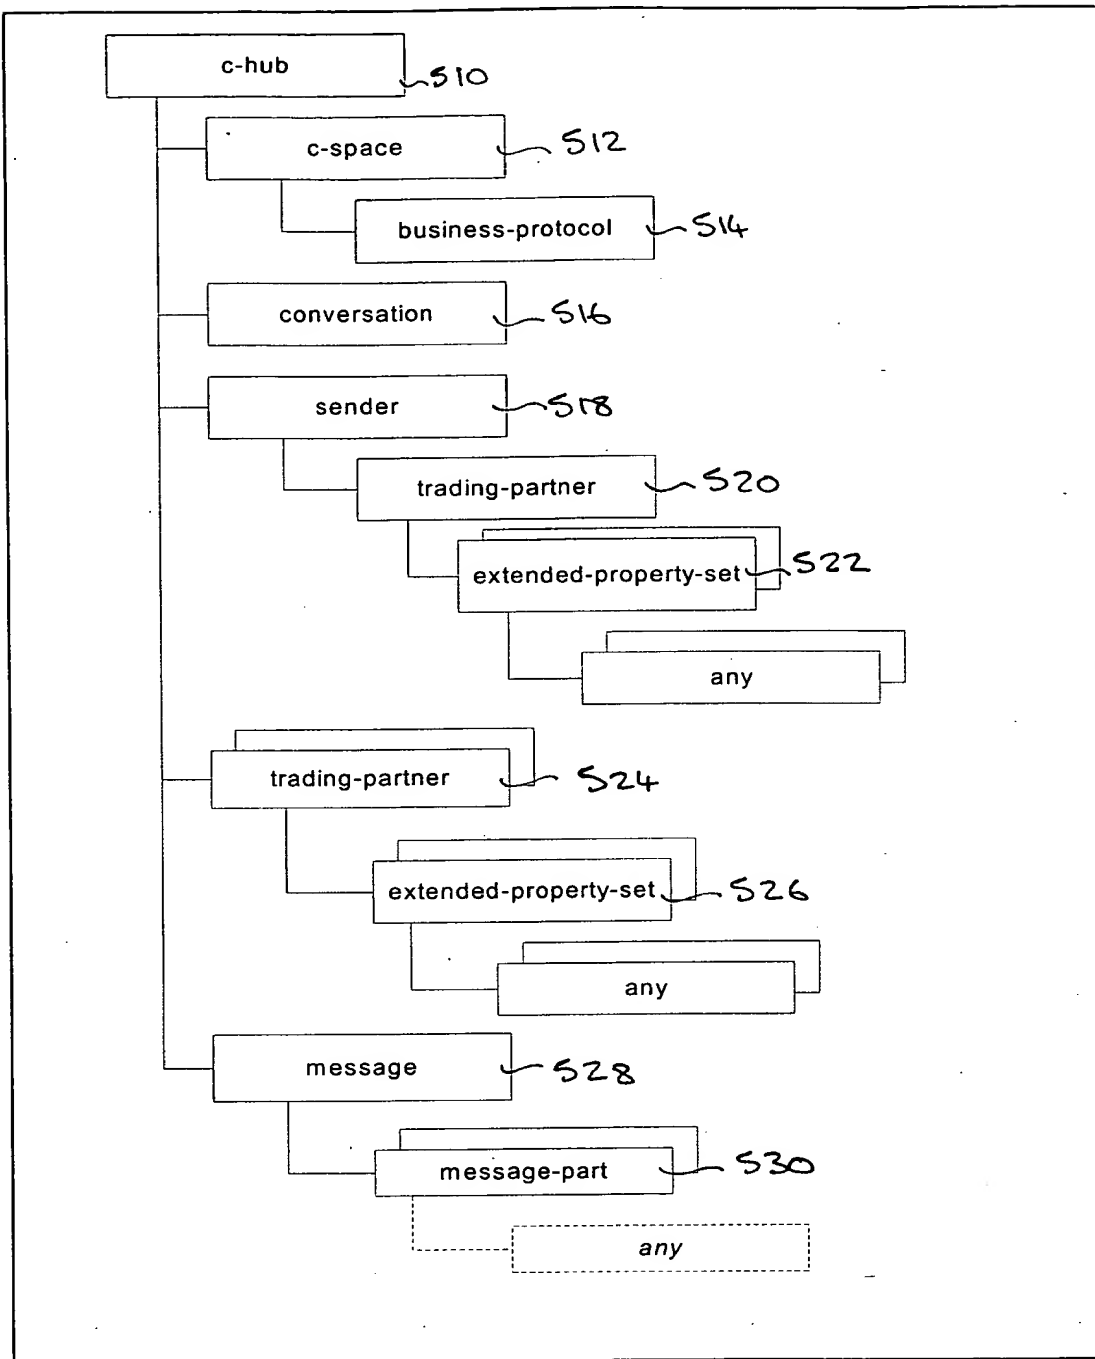 c-hub 510
c-space 512
business-protocol 514
conversation 516
sender 518
trading-partner 520
extended-property-set 522
any
trading-partner 524
extended-property-set 526
any
message 528
message-part 530
any